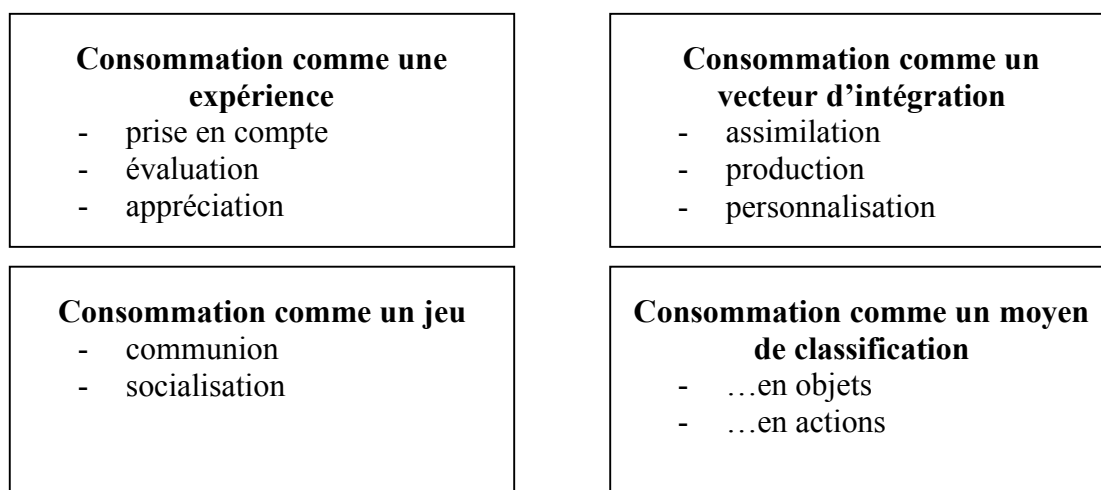 Consommation comme une
expérience
- prise en compte
- évaluation
- appréciation
Consommation comme un
vecteur d’intégration
- assimilation
- production
- personnalisation
Consommation comme un jeu
- communion
- socialisation
Consommation comme un moyen
de classification
- …en objets
- …en actions